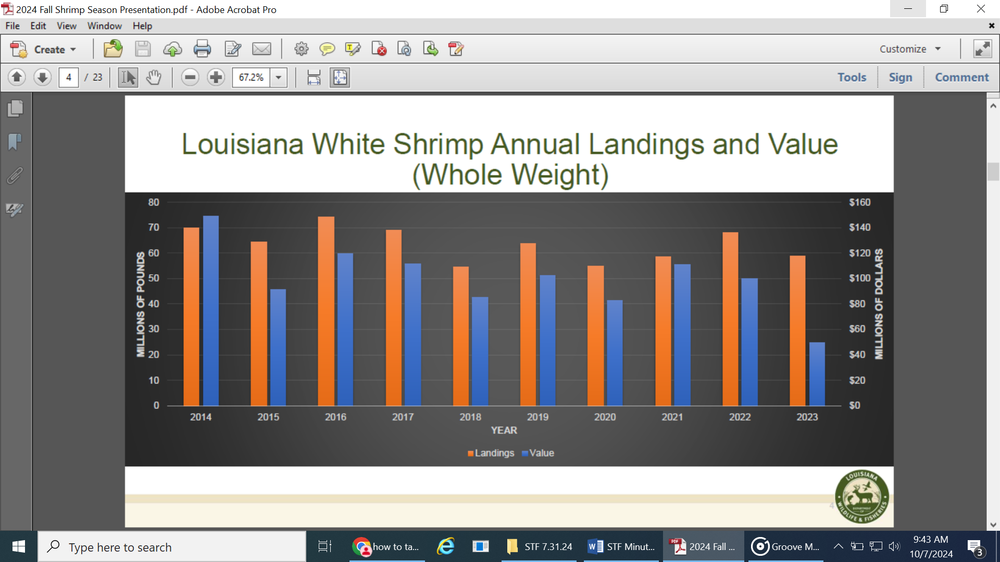 2024 Fall Shrimp Season Presentation.pdf - Adobe Acrobat Pro
File Edit View Window Help
Create
Customize
4 / 23
67.2%
Tools Sign Comment
Louisiana White Shrimp Annual Landings and Value
(Whole Weight)
MILLIONS OF POUNDS
80
70
60
50
40
30
20
10
0
$160
$140
$120
$100
$80
$60
$40
$20
$0
MILLIONS OF DOLLARS
2014 2015 2016 2017 2018 2019 2020 2021 2022 2023
YEAR
Landings Value
4
LOUISIANA
DEPARTMENT
OF
WILDLIFE & FISHERIES
Type here to search
how to ta...
STF 7.31.24
STF Minut...
2024 Fall ...
Groove M...
9:43 AM
10/7/2024
3